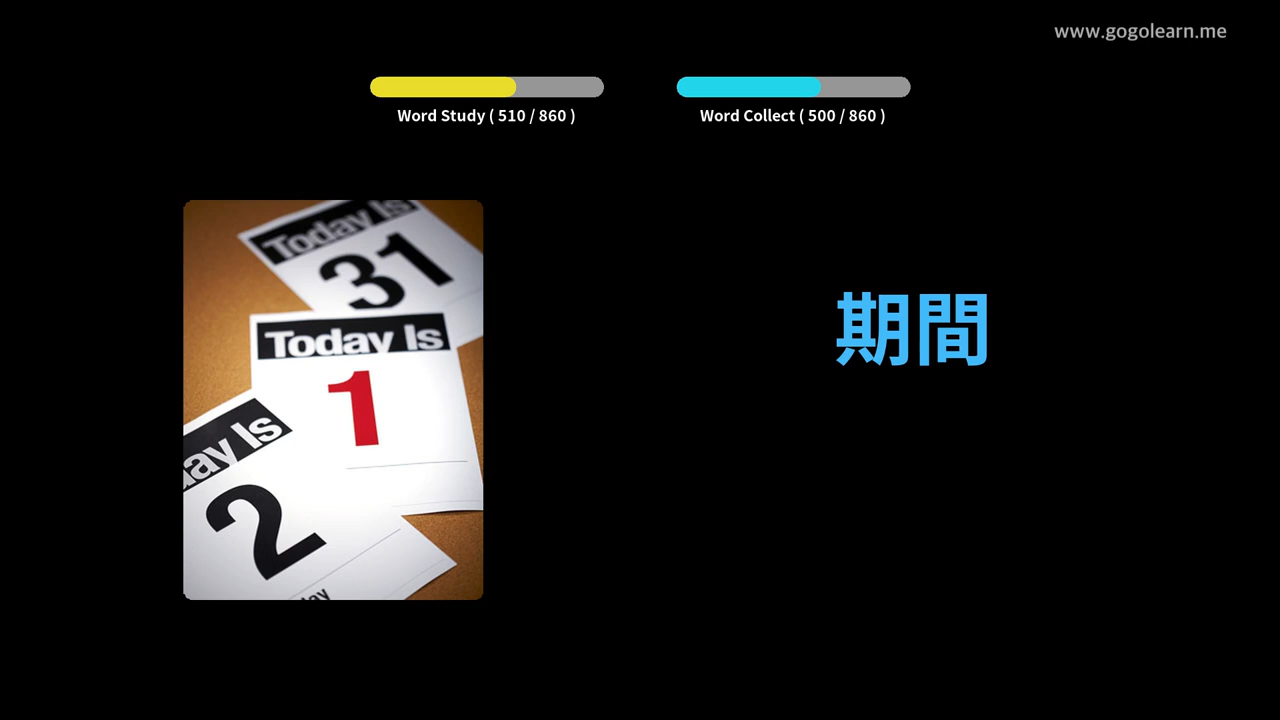 www.gogolearn.me
Word Study ( 510 / 860 )
Word Collect ( 500 / 860 )
Today Is
31
Today Is
1
ay Is
2
day
期間